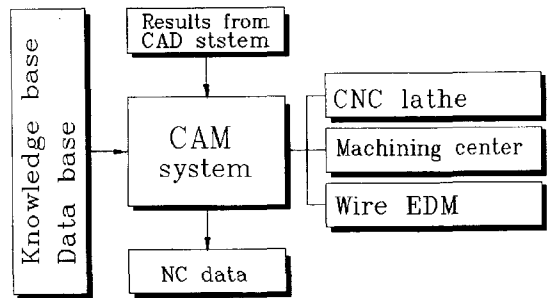 Results from
CAD ststem
Knowledge base
Data base
CAM
system
CNC lathe
Machining center
Wire EDM
NC data